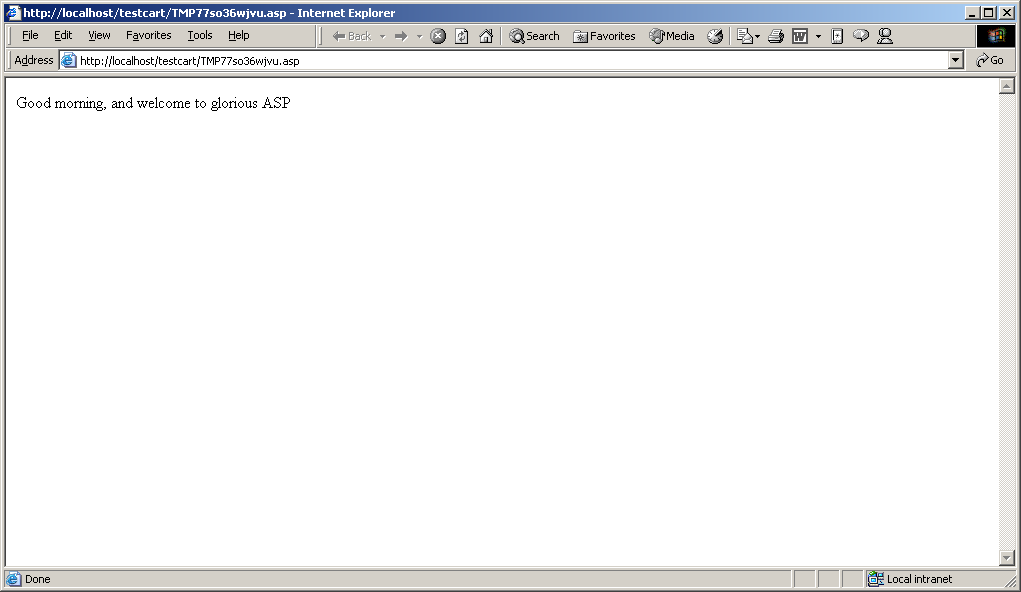 http://localhost/testcart/TMP77so36wjvu.asp - Internet Explorer
File Edit View Favorites Tools Help Back Search Favorites Media
Address http://localhost/testcart/TMP77so36wjvu.asp Go
Good morning, and welcome to glorious ASP
Done Local intranet